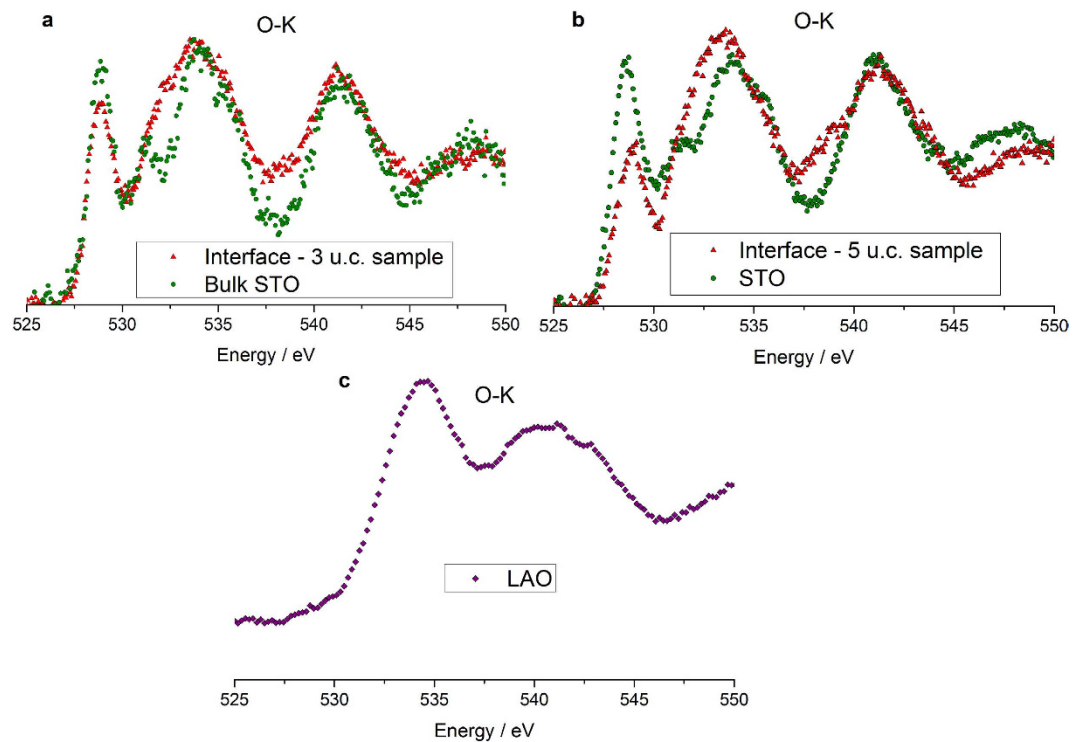 a
O-K
Interface - 3 u.c. sample
Bulk STO
525 530 535 540 545 550
Energy / eV
b
O-K
Interface - 5 u.c. sample
STO
525 530 535 540 545 550
Energy / eV
c
O-K
LAO
525 530 535 540 545 550
Energy / eV